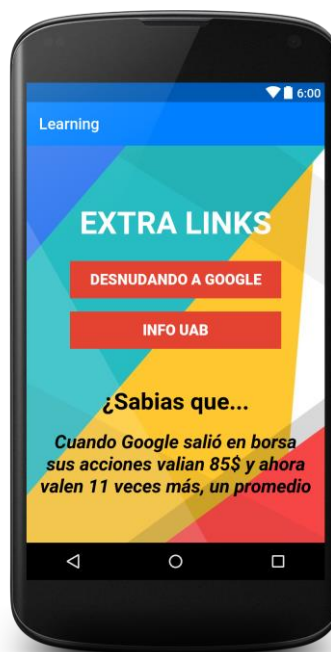 6:00
Learning
EXTRA LINKS
DESNUDANDO A GOOGLE
INFO UAB
¿Sabias que...
Cuando Google salió en borsa
sus acciones valian 85$ y ahora
valen 11 veces más, un promedio